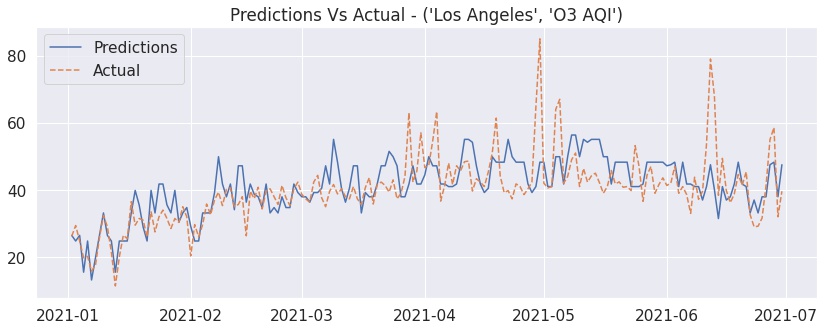 Predictions Vs Actual - ('Los Angeles', 'O3 AQI')
Predictions
Actual
80
60
40
20
2021-01 2021-02 2021-03 2021-04 2021-05 2021-06 2021-07